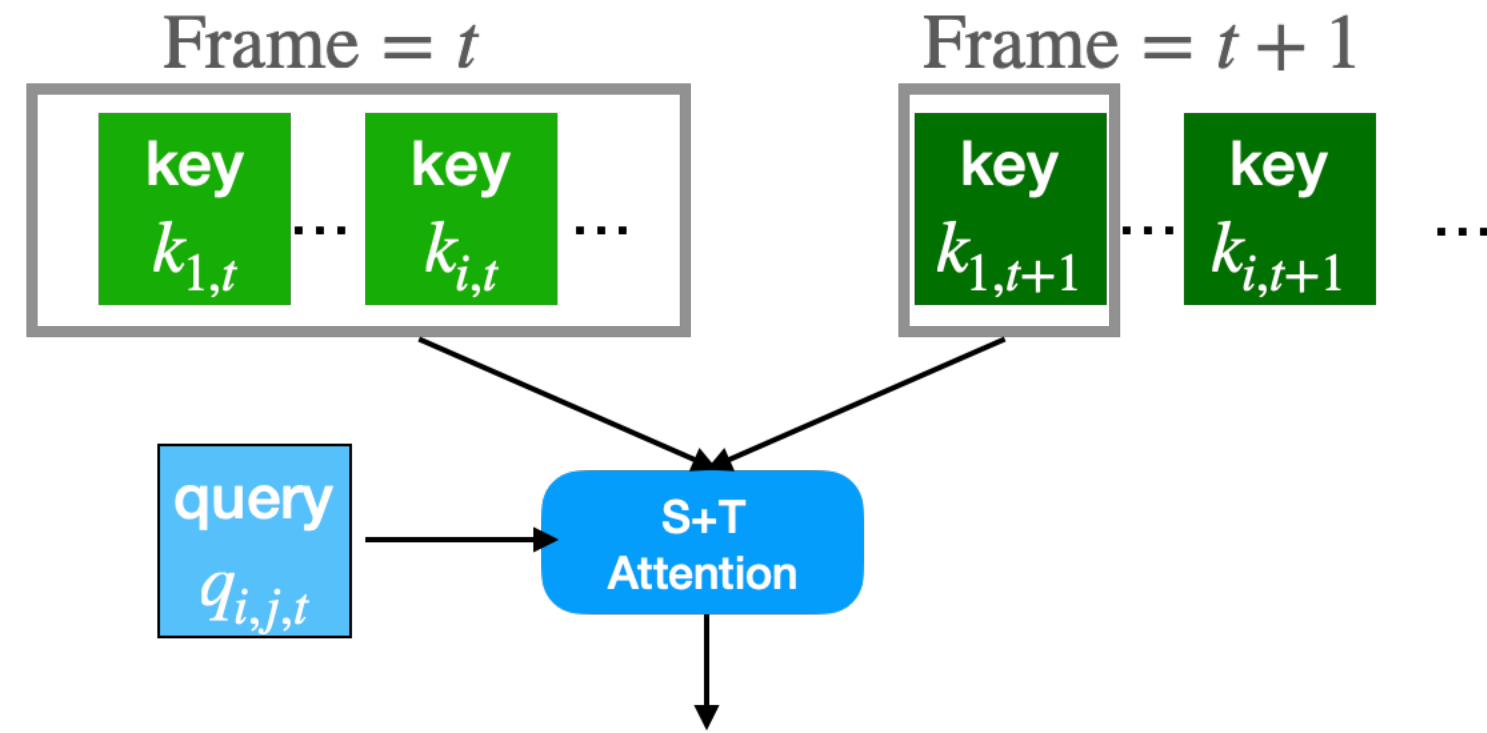 Frame = t
Frame = t + 1
key
k1,t
...
key
ki,t
...
key
k1,t+1
...
key
ki,t+1
...
query
qi,j,t
S+T
Attention